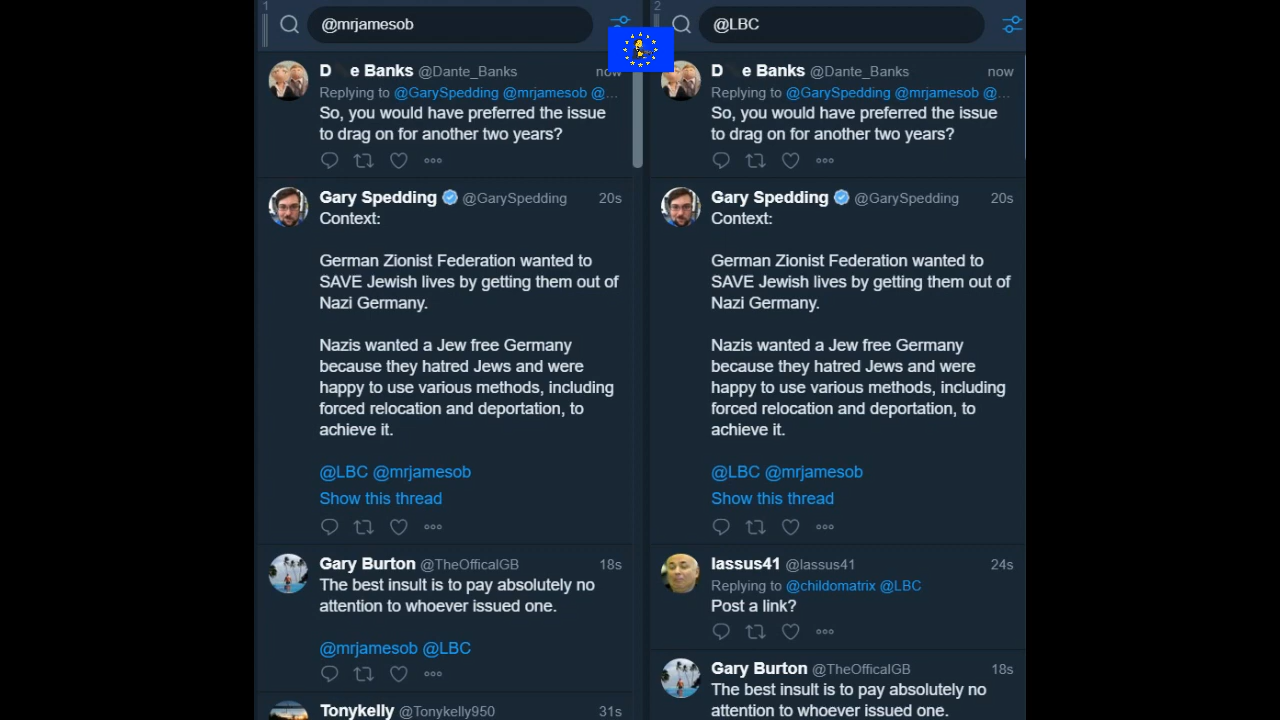 1
@mrjamesob
D e Banks @Dante_Banks now
Replying to @GarySpedding @mrjamesob @...
So, you would have preferred the issue
to drag on for another two years?
Gary Spedding @GarySpedding 20s
Context:
German Zionist Federation wanted to
SAVE Jewish lives by getting them out of
Nazi Germany.
Nazis wanted a Jew free Germany
because they hatred Jews and were
happy to use various methods, including
forced relocation and deportation, to
achieve it.
@LBC @mrjamesob
Show this thread
Gary Burton @TheOfficalGB 18s
The best insult is to pay absolutely no
attention to whoever issued one.
@mrjamesob @LBC
Tonykelly @Tonykelly950 31s
2
@LBC
D e Banks @Dante_Banks now
Replying to @GarySpedding @mrjamesob @...
So, you would have preferred the issue
to drag on for another two years?
Gary Spedding @GarySpedding 20s
Context:
German Zionist Federation wanted to
SAVE Jewish lives by getting them out of
Nazi Germany.
Nazis wanted a Jew free Germany
because they hatred Jews and were
happy to use various methods, including
forced relocation and deportation, to
achieve it.
@LBC @mrjamesob
Show this thread
lassus41 @lassus41 24s
Replying to @childomatrix @LBC
Post a link?
Gary Burton @TheOfficalGB 18s
The best insult is to pay absolutely no
attention to whoever issued one.